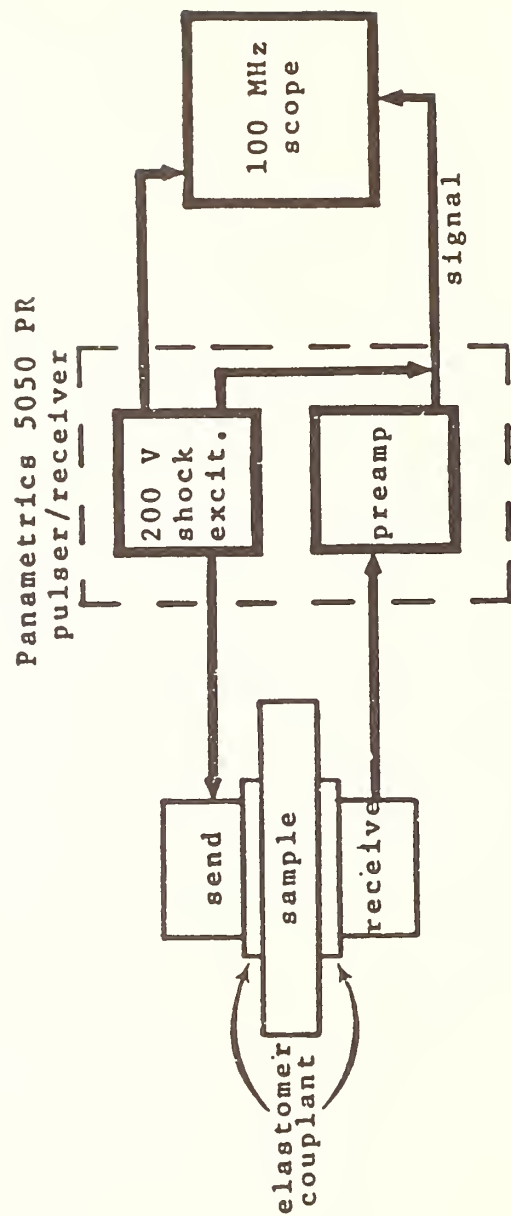 Panametrics 5050 PR
pulser/receiver
200 V
shock
excit.
100 MHz
scope
send
sample
receive
preamp
signal
elastomer
couplant